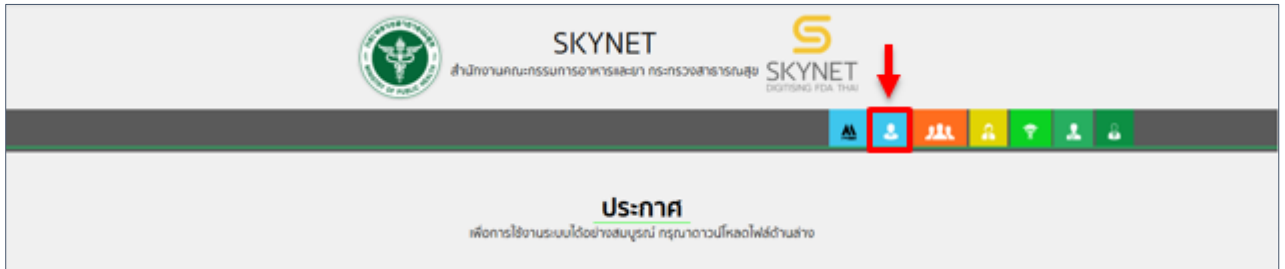 SKYNET
สำนักงานคณะกรรมการอาหารและยา กระทรวงสาธารณสุข
SKYNET
DIGITISING FDA THAI
ประกาศ
เพื่อการใช้งานระบบได้อย่างสมบูรณ์ กรุณาดาวน์โหลดไฟล์ด้านล่าง